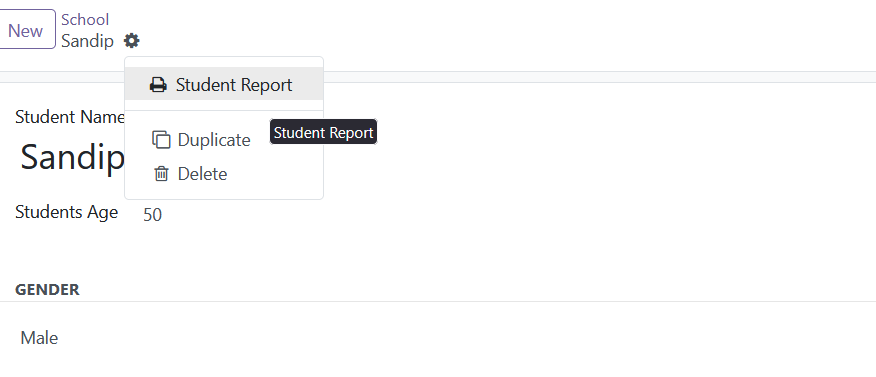 New
School
Sandip
Student Report
Student Name
Student Report
Duplicate
Sandip
Delete
Students Age
50
GENDER
Male